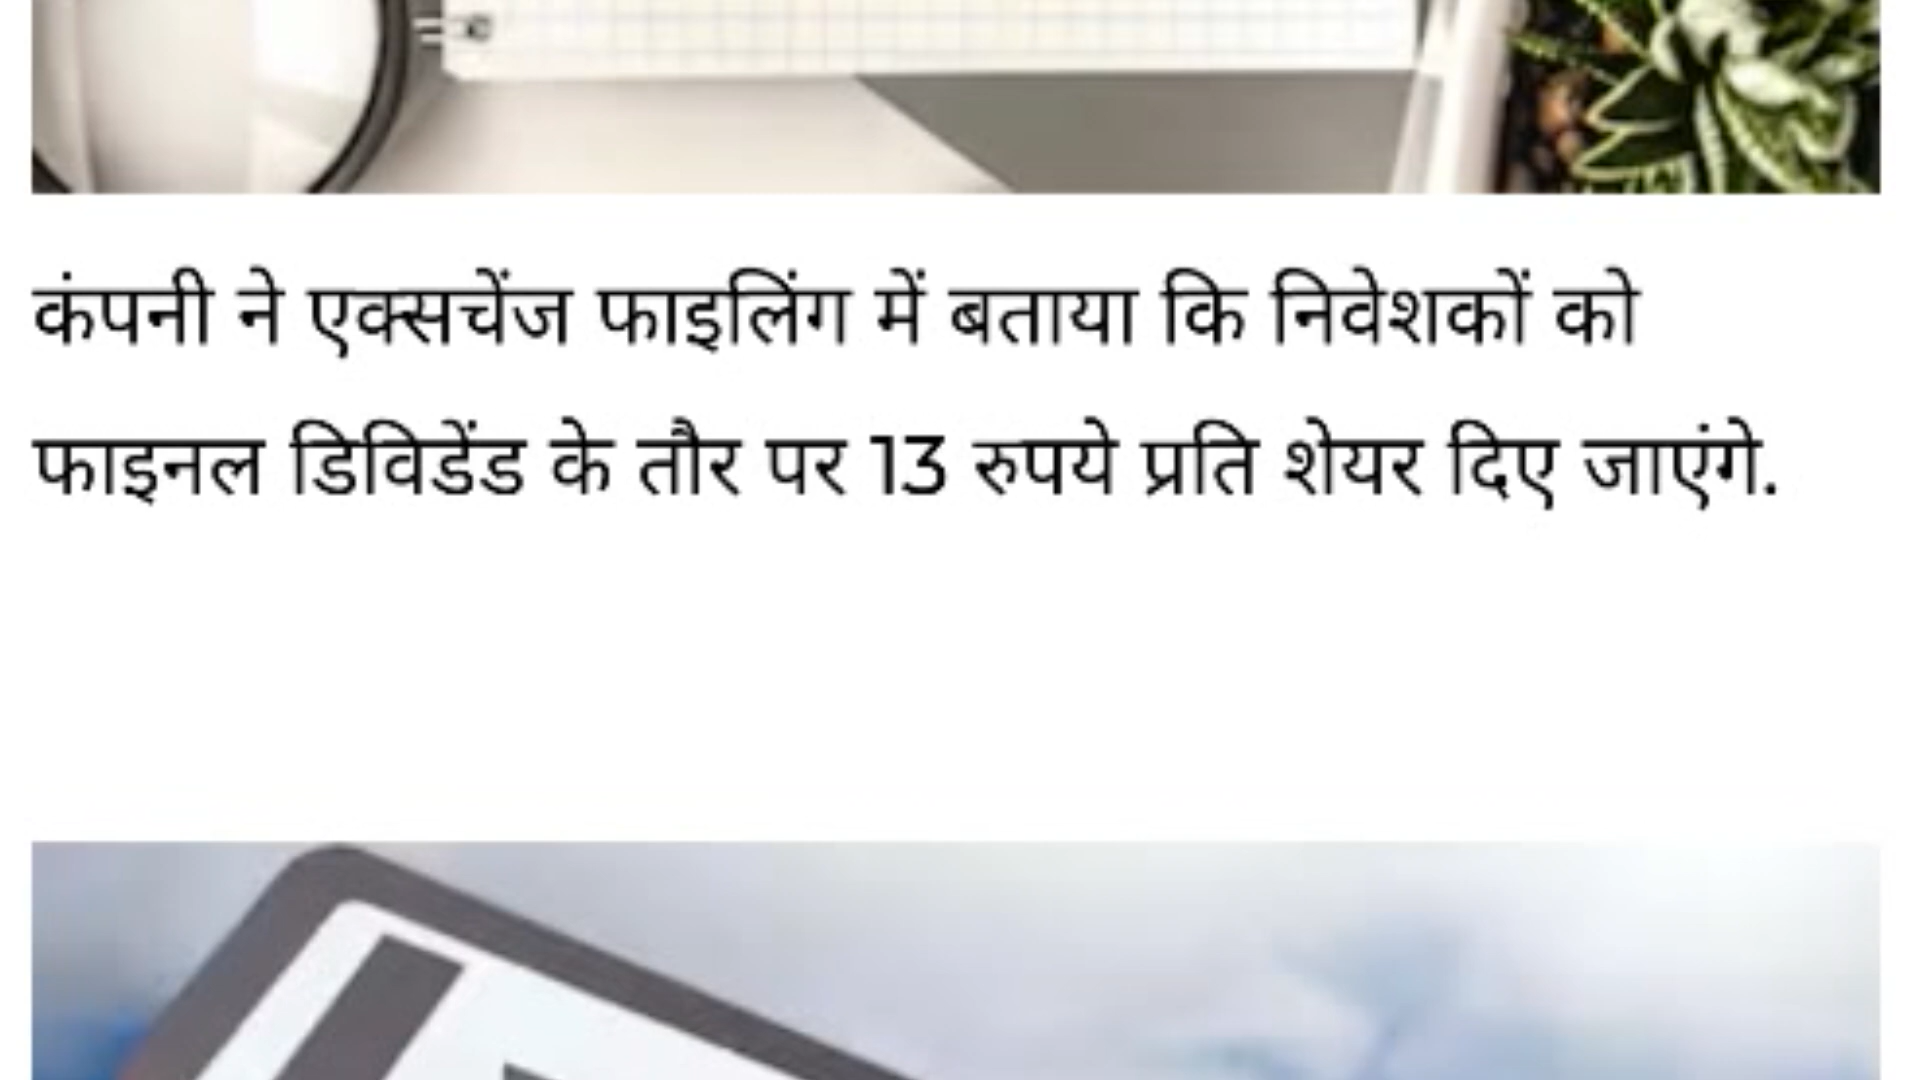 कंपनी ने एक्सचेंज फाइलिंग में बताया कि निवेशकों को
फाइनल डिविडेंड के तौर पर 13 रुपये प्रति शेयर दिए जाएंगे.